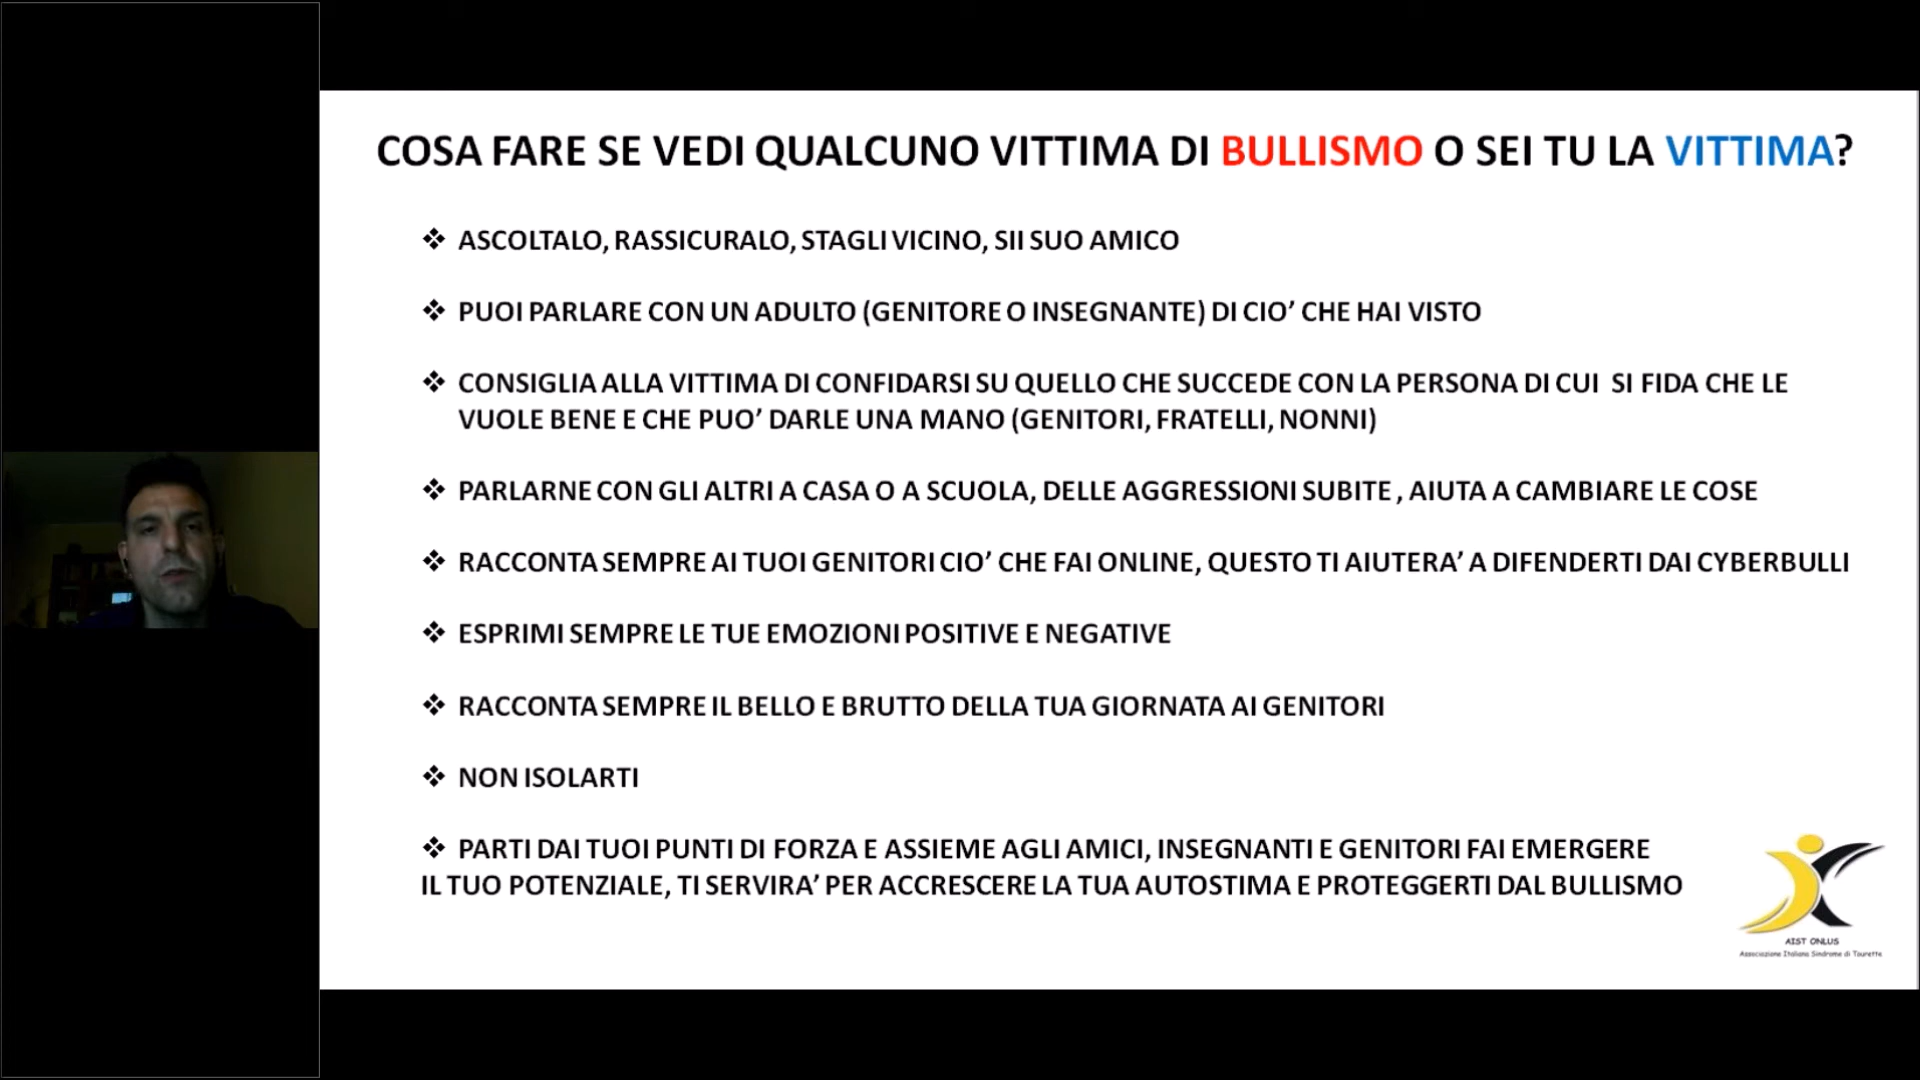 COSA FARE SE VEDI QUALCUNO VITTIMA DI BULLISMO O SEI TU LA VITTIMA?
❖ ASCOLTALO, RASSICURALO, STAGLI VICINO, SII SUO AMICO
❖ PUOI PARLARE CON UN ADULTO (GENITORE O INSEGNANTE) DI CIO’ CHE HAI VISTO
❖ CONSIGLIA ALLA VITTIMA DI CONFIDARSI SU QUELLO CHE SUCCEDE CON LA PERSONA DI CUI SI FIDA CHE LE
VUOLE BENE E CHE PUO’ DARLE UNA MANO (GENITORI, FRATELLI, NONNI)
❖ PARLARNE CON GLI ALTRI A CASA O A SCUOLA, DELLE AGGRESSIONI SUBITE , AIUTA A CAMBIARE LE COSE
❖ RACCONTA SEMPRE AI TUOI GENITORI CIO’ CHE FAI ONLINE, QUESTO TI AIUTERA’ A DIFENDERTI DAI CYBERBULLI
❖ ESPRIMI SEMPRE LE TUE EMOZIONI POSITIVE E NEGATIVE
❖ RACCONTA SEMPRE IL BELLO E BRUTTO DELLA TUA GIORNATA AI GENITORI
❖ NON ISOLARTI
❖ PARTI DAI TUOI PUNTI DI FORZA E ASSIEME AGLI AMICI, INSEGNANTI E GENITORI FAI EMERGERE
IL TUO POTENZIALE, TI SERVIRA’ PER ACCRESCERE LA TUA AUTOSTIMA E PROTEGGERTI DAL BULLISMO
AIST ONLUS
Associazione Italiana Sindrome di Tourette